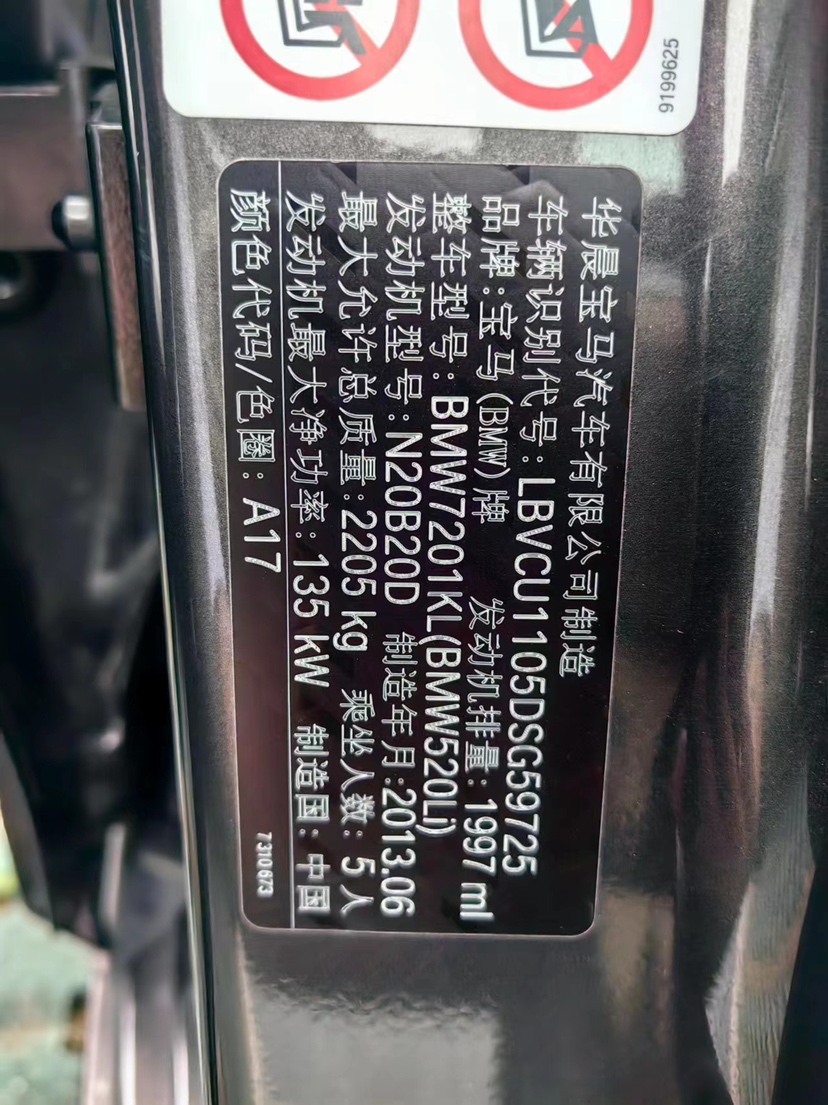 9199625
华晨宝马汽车有限公司制造
车辆识别代号:LBVCU1105DSG59725
品牌:宝马(BMW)牌 发动机排量:1997 ml
整车型号:BMW7201KL(BMW520Li)
发动机型号:N20B20D 制造年月:2013.06
最大允许总质量:2205 kg 乘坐人数:5人
发动机最大净功率:135 kW 制造国:中国
颜色代码/色圈:A17
7310673